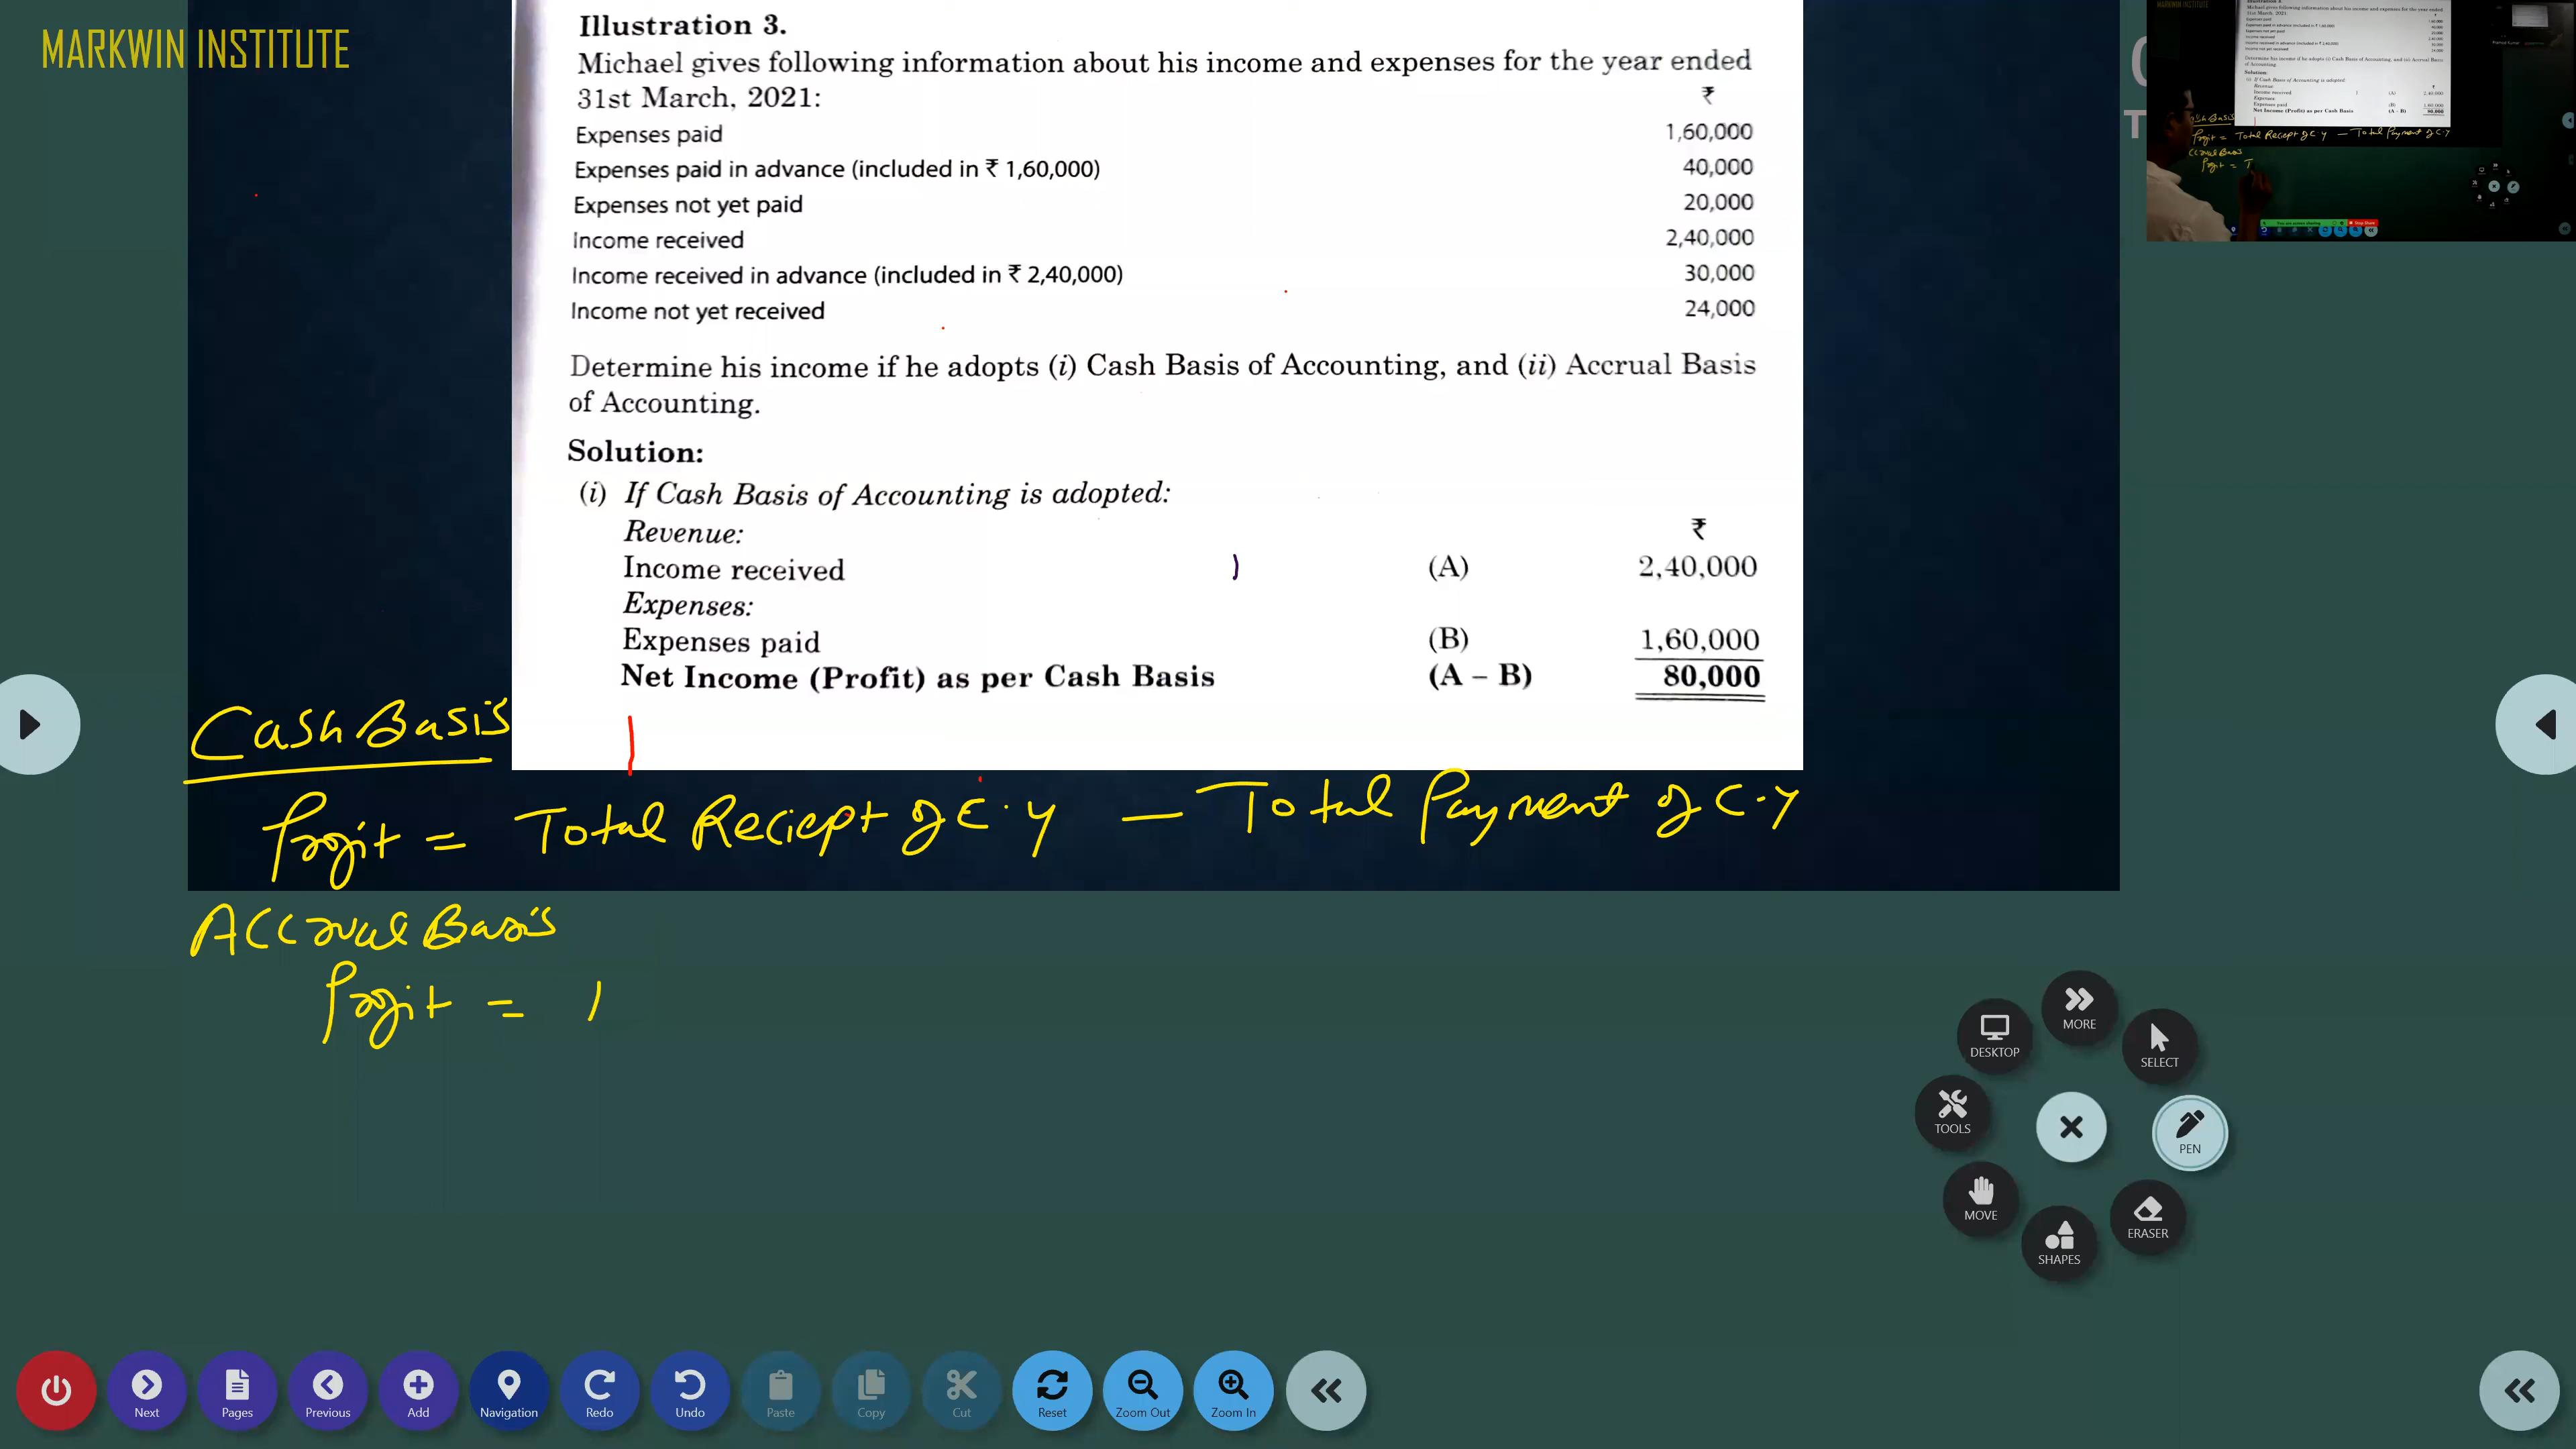 MARKWIN INSTITUTE
Illustration 3.
Michael gives following information about his income and expenses for the year ended
31st March, 2021: ₹
Expenses paid 1,60,000
Expenses paid in advance (included in ₹ 1,60,000) 40,000
Expenses not yet paid 20,000
Income received 2,40,000
Income received in advance (included in ₹ 2,40,000) 30,000
Income not yet received 24,000
Determine his income if he adopts (i) Cash Basis of Accounting, and (ii) Accrual Basis
of Accounting.
Solution:
(i) If Cash Basis of Accounting is adopted:
Revenue: ₹
Income received (A) 2,40,000
Expenses:
Expenses paid (B) 1,60,000
Net Income (Profit) as per Cash Basis (A – B) 80,000
Cash Basis
Profit = Total Reciept of C.Y — Total Payment of C.Y
Accrual Basis
Profit =
MORE
DESKTOP
SELECT
TOOLS
PEN
MOVE
ERASER
SHAPES
Next Pages Previous Add Navigation Redo Undo Paste Copy Cut Reset Zoom Out Zoom In